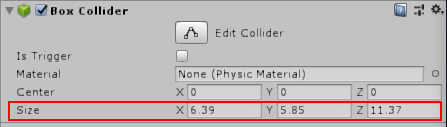 Box Collider
Edit Collider
Is Trigger
Material None (Physic Material)
Center X 0 Y 0 Z 0
Size X 6.39 Y 5.85 Z 11.37